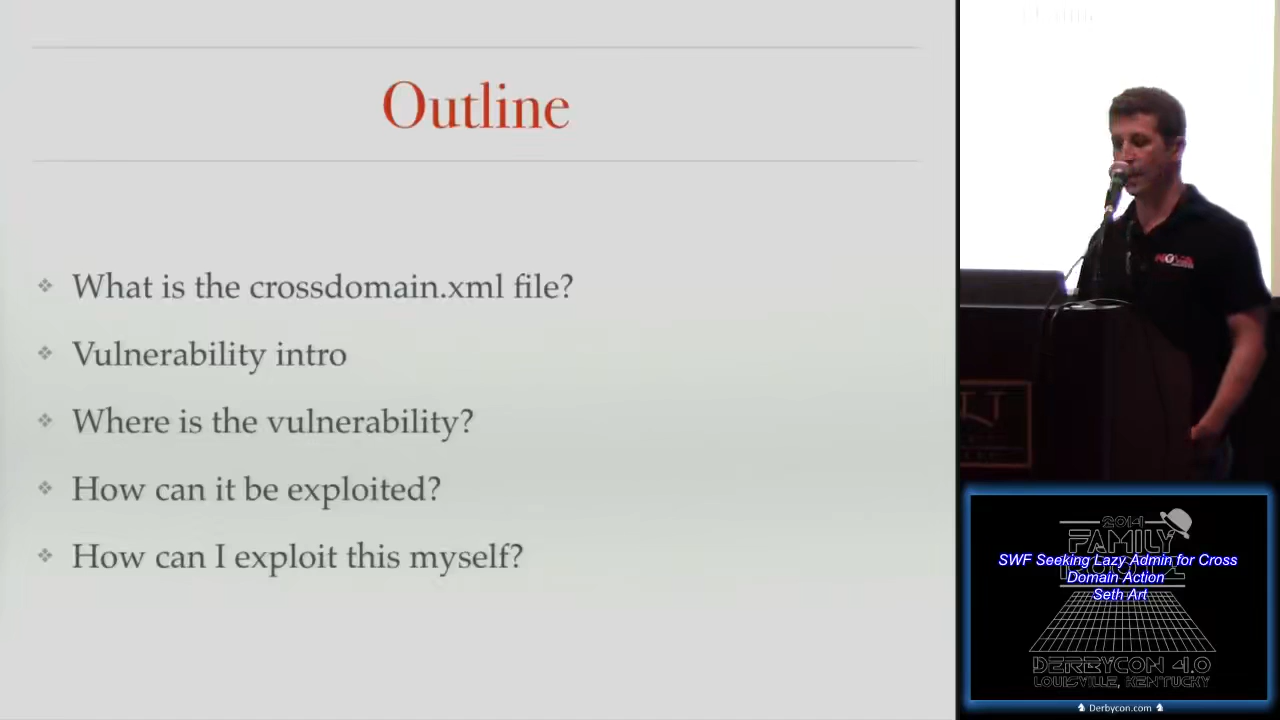 Outline
What is the crossdomain.xml file?
Vulnerability intro
Where is the vulnerability?
How can it be exploited?
How can I exploit this myself?
2014
FAMILY
SWF Seeking Lazy Admin for Cross
Domain Action
Seth Art
DERBYCON 4.0
LOUISVILLE, KENTUCKY
Derbycon.com